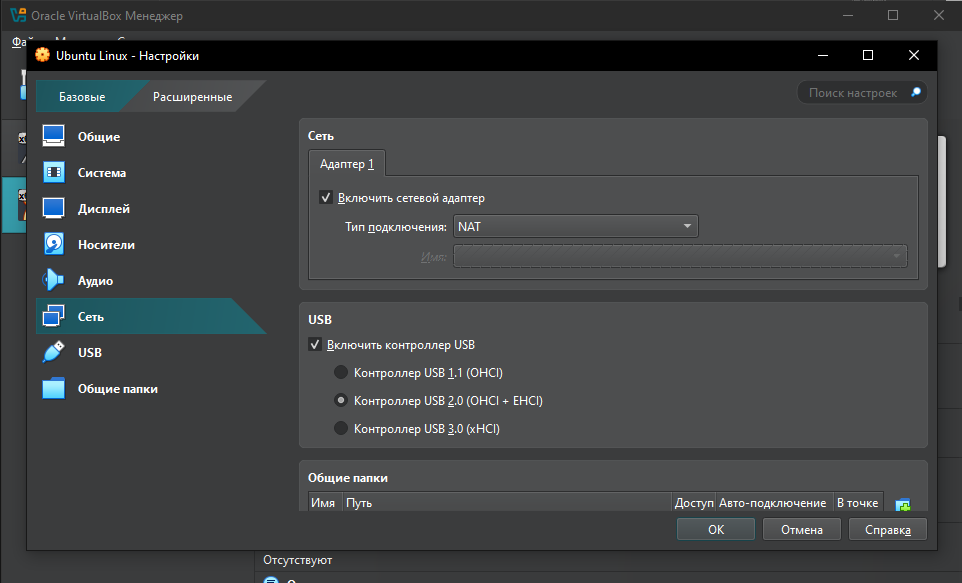 Oracle VirtualBox Менеджер
Ubuntu Linux - Настройки
Базовые
Расширенные
Поиск настроек
Общие
Система
Дисплей
Носители
Аудио
Сеть
USB
Общие папки
Сеть
Адаптер 1
Включить сетевой адаптер
Тип подключения: NAT
Имя:
USB
Включить контроллер USB
Контроллер USB 1.1 (OHCI)
Контроллер USB 2.0 (OHCI + EHCI)
Контроллер USB 3.0 (xHCI)
Общие папки
Имя Путь Доступ Авто-подключение В точке
ОК Отмена Справка
Отсутствуют